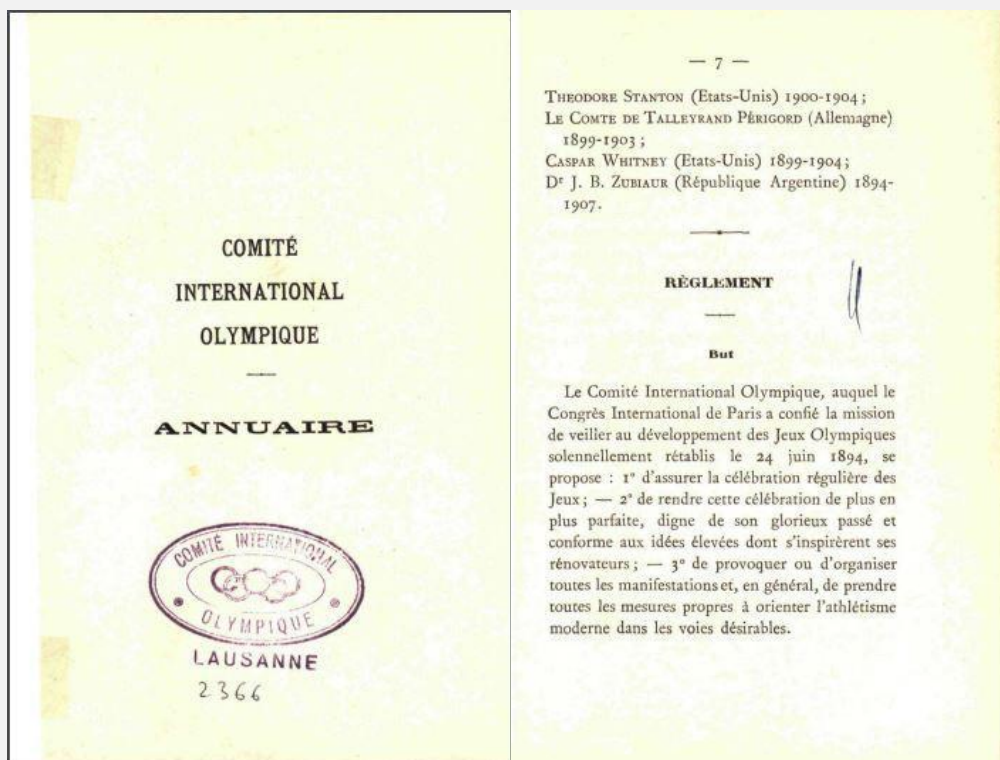 COMITÉ
INTERNATIONAL
OLYMPIQUE
ANNUAIRE
COMITÉ INTERNATIONAL
OLYMPIQUE
LAUSANNE
2366
— 7 —
THEODORE STANTON (Etats-Unis) 1900-1904 ;
LE COMTE DE TALLEYRAND PÉRIGORD (Allemagne)
1899-1903 ;
CASPAR WHITNEY (Etats-Unis) 1899-1904 ;
Dr J. B. ZUBIAUR (République Argentine) 1894-
1907.
RÈGLEMENT
But
Le Comité International Olympique, auquel le
Congrès International de Paris a confié la mission
de veilier au développement des Jeux Olympiques
solennellement rétablis le 24 juin 1894, se
propose : 1° d'assurer la célébration régulière des
Jeux ; — 2° de rendre cette célébration de plus en
plus parfaite, digne de son glorieux passé et
conforme aux idées élevées dont s'inspirèrent ses
rénovateurs ; — 3° de provoquer ou d'organiser
toutes les manifestations et, en général, de prendre
toutes les mesures propres à orienter l'athlétisme
moderne dans les voies désirables.